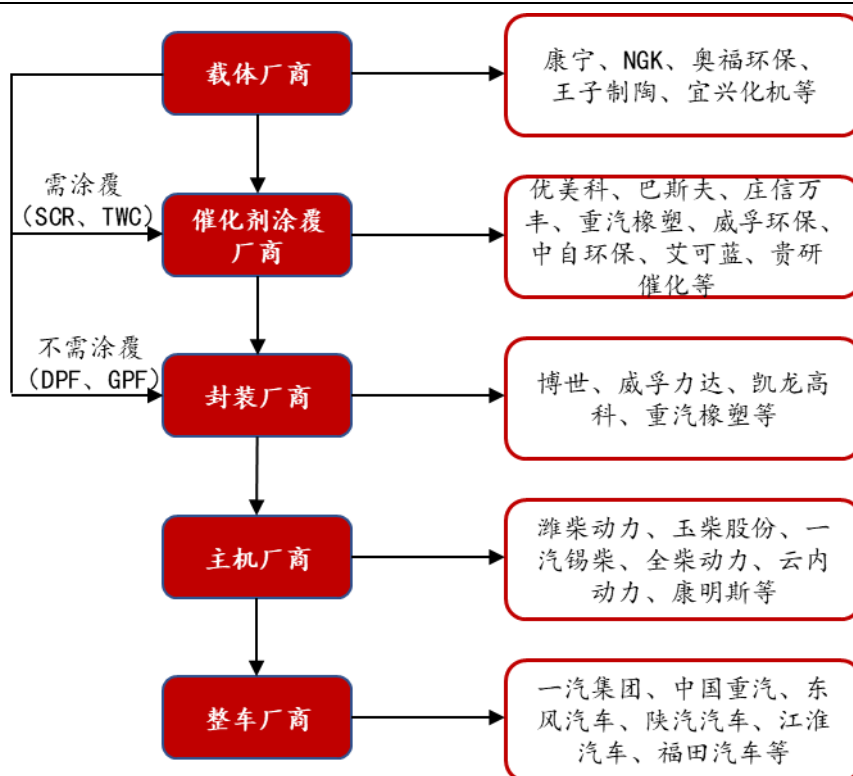 载体厂商
康宁、NGK、奥福环保、
王子制陶、宜兴化机等
需涂覆
（SCR、TWC）
催化剂涂覆
厂商
优美科、巴斯夫、庄信万
丰、重汽橡塑、威孚环保、
中自环保、艾可蓝、贵研
催化等
不需涂覆
（DPF、GPF）
封装厂商
博世、威孚力达、凯龙高
科、重汽橡塑等
主机厂商
潍柴动力、玉柴股份、一
汽锡柴、全柴动力、云内
动力、康明斯等
整车厂商
一汽集团、中国重汽、东
风汽车、陕汽汽车、江淮
汽车、福田汽车等